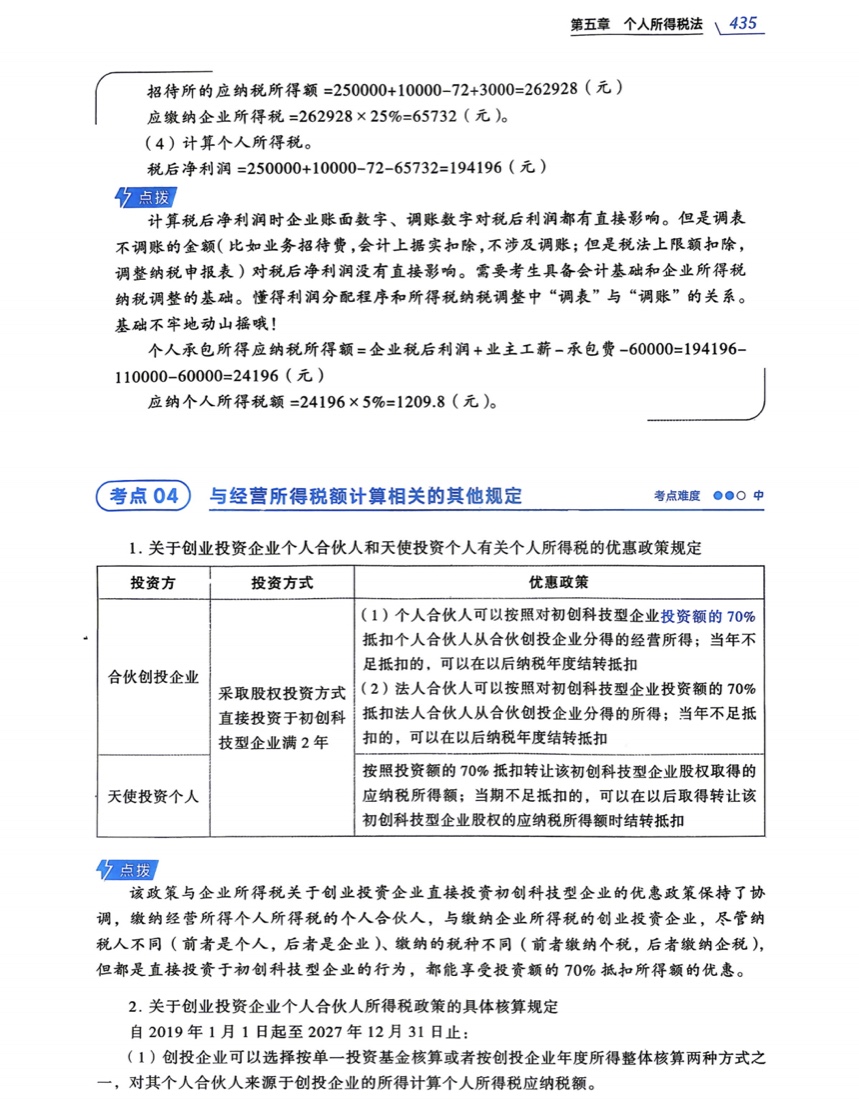 第五章 个人所得税法 435
招待所的应纳税所得额 =250000+10000-72+3000=262928（元）
应缴纳企业所得税 =262928×25%=65732（元）。
（4）计算个人所得税。
税后净利润 =250000+10000-72-65732=194196（元）
点拨
计算税后净利润时企业账面数字、调账数字对税后利润都有直接影响。但是调表
不调账的金额（比如业务招待费，会计上据实扣除，不涉及调账；但是税法上限额扣除，
调整纳税申报表）对税后净利润没有直接影响。需要考生具备会计基础和企业所得税
纳税调整的基础。懂得利润分配程序和所得税纳税调整中“调表”与“调账”的关系。
基础不牢地动山摇哦！
个人承包所得应纳税所得额=企业税后利润+业主工薪-承包费-60000=194196-
110000-60000=24196（元）
应纳个人所得税额 =24196×5%=1209.8（元）。
考点 04 与经营所得税额计算相关的其他规定 考点难度 中
1. 关于创业投资企业个人合伙人和天使投资个人有关个人所得税的优惠政策规定
投资方 投资方式 优惠政策
（1）个人合伙人可以按照对初创科技型企业投资额的 70%
抵扣个人合伙人从合伙创投企业分得的经营所得；当年不
足抵扣的，可以在以后纳税年度结转抵扣
合伙创投企业
采取股权投资方式
直接投资于初创科
技型企业满 2 年
（2）法人合伙人可以按照对初创科技型企业投资额的 70%
抵扣法人合伙人从合伙创投企业分得的所得；当年不足抵
扣的，可以在以后纳税年度结转抵扣
天使投资个人
按照投资额的 70% 抵扣转让该初创科技型企业股权取得的
应纳税所得额；当期不足抵扣的，可以在以后取得转让该
初创科技型企业股权的应纳税所得额时结转抵扣
点拨
该政策与企业所得税关于创业投资企业直接投资初创科技型企业的优惠政策保持了协
调，缴纳经营所得个人所得税的个人合伙人，与缴纳企业所得税的创业投资企业，尽管纳
税人不同（前者是个人，后者是企业）、缴纳的税种不同（前者缴纳个税，后者缴纳企税），
但都是直接投资于初创科技型企业的行为，都能享受投资额的 70% 抵扣所得额的优惠。
2. 关于创业投资企业个人合伙人所得税政策的具体核算规定
自 2019 年 1 月 1 日起至 2027 年 12 月 31 日止：
（1）创投企业可以选择按单一投资基金核算或者按创投企业年度所得整体核算两种方式之
一，对其个人合伙人来源于创投企业的所得计算个人所得税应纳税额。